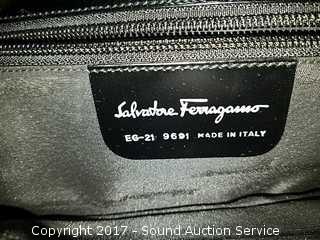 Salvatore Ferragamo
EG-21 9691 MADE IN ITALY
Copyright 2017 - Sound Auction Service